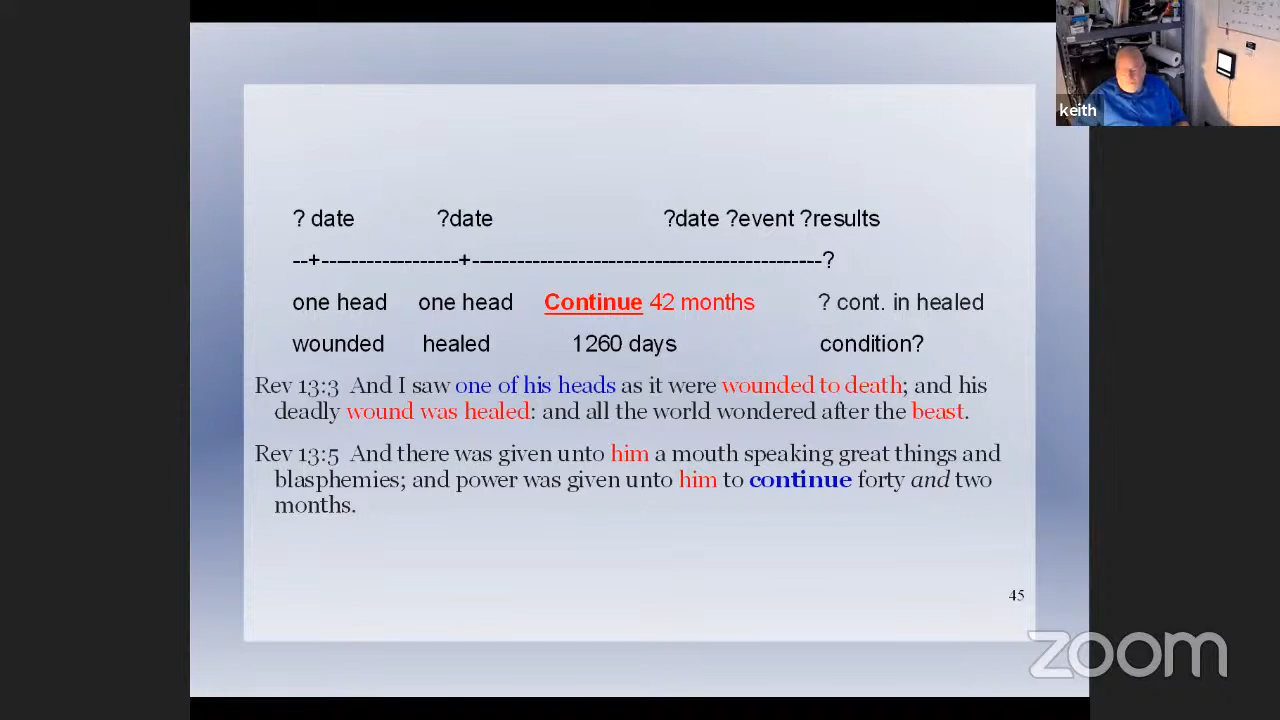 keith
? date ?date ?date ?event ?results
--+------------------+---------------------------------------------?
one head one head Continue 42 months ? cont. in healed
wounded healed 1260 days condition?
Rev 13:3 And I saw one of his heads as it were wounded to death; and his
deadly wound was healed: and all the world wondered after the beast.
Rev 13:5 And there was given unto him a mouth speaking great things and
blasphemies; and power was given unto him to continue forty and two
months.
45
zoom